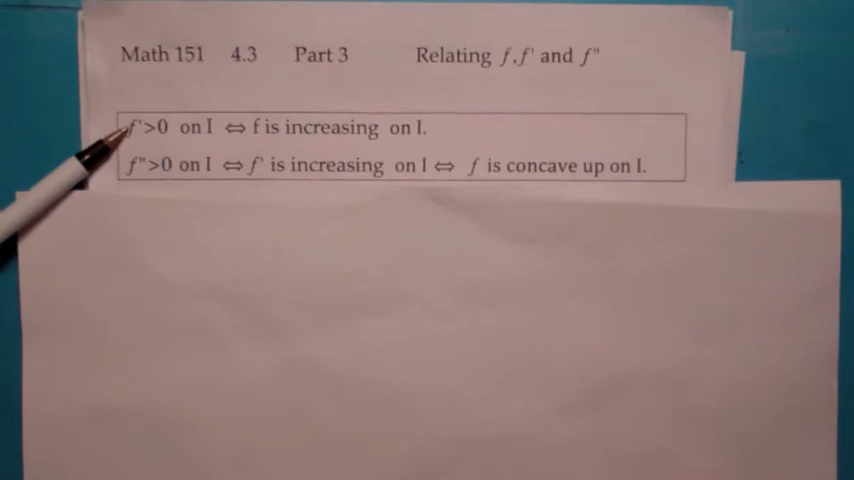 Math 151 4.3 Part 3 Relating f,f' and f"
f'>0 on I ⇔ f is increasing on I.
f">0 on I ⇔ f' is increasing on I ⇔ f is concave up on I.